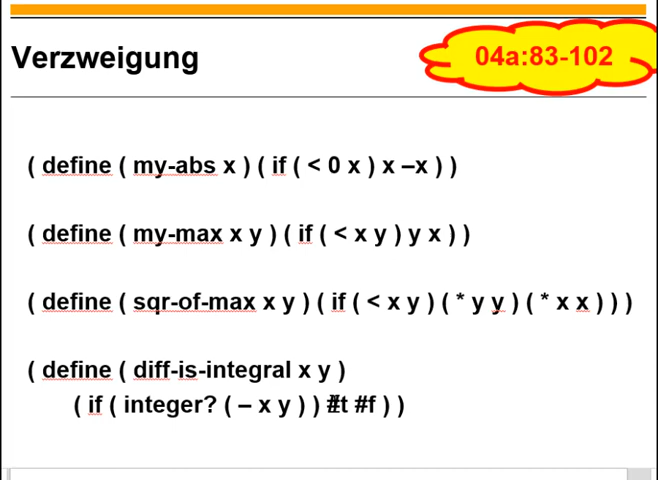 Verzweigung
04a:83-102
( define ( my-abs x ) ( if ( < 0 x ) x –x ) )
( define ( my-max x y ) ( if ( < x y ) y x ) )
( define ( sqr-of-max x y ) ( if ( < x y ) ( * y y ) ( * x x ) ) )
( define ( diff-is-integral x y )
( if ( integer? ( – x y ) ) #t #f ) )